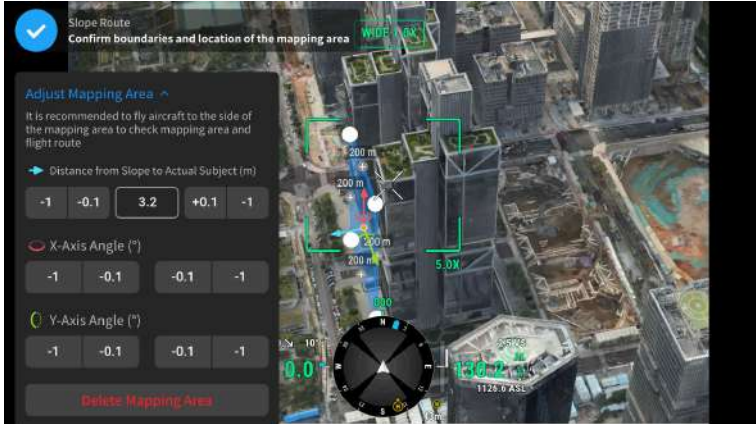 Slope Route
Confirm boundaries and location of the mapping area
WIDE
Adjust Mapping Area
It is recommended to fly aircraft to the side of
the mapping area to check mapping area and
flight route
Distance from Slope to Actual Subject (m)
-1 -0.1 3.2 +0.1 -1
X-Axis Angle (°)
-1 -0.1 -0.1 -1
Y-Axis Angle (°)
-1 -0.1 -0.1 -1
Delete Mapping Area
200 m
200 m
200 m
200 m
5.0X
10°
0.0
N
W
E
S
1126.6 ASL